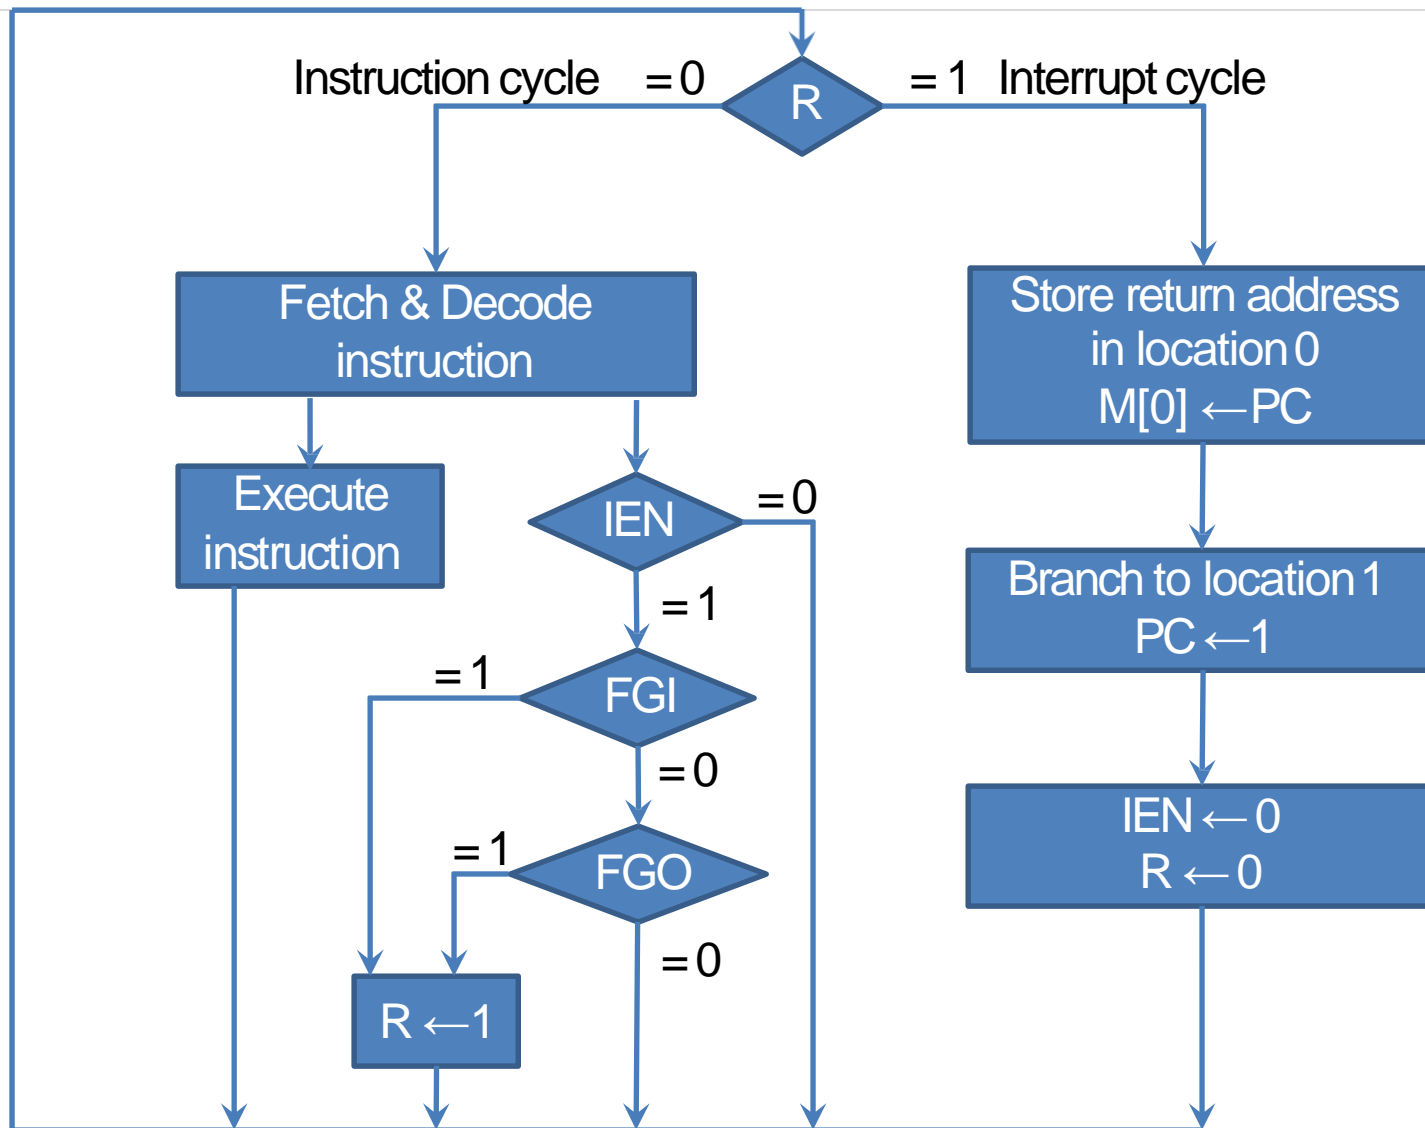 Instruction cycle
= 0
R
= 1
Interrupt cycle
Fetch & Decode
instruction
Store return address
in location 0
M[0] ← PC
Execute
instruction
IEN
= 0
= 1
Branch to location 1
PC ← 1
= 1
FGI
= 0
IEN ← 0
R ← 0
= 1
FGO
= 0
R ← 1